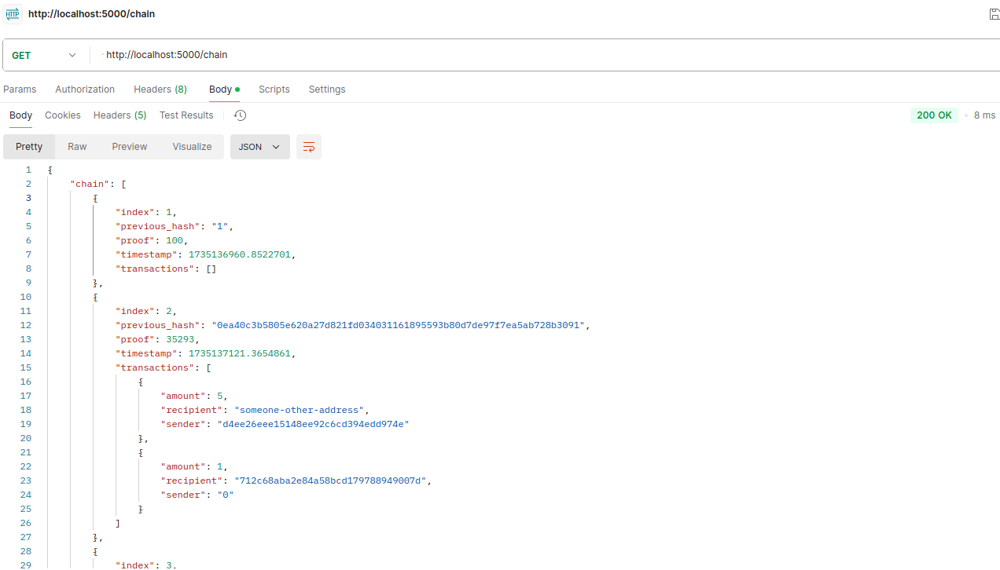 HTTP http://localhost:5000/chain
GET http://localhost:5000/chain
Params Authorization Headers (8) Body Scripts Settings
Body Cookies Headers (5) Test Results 200 OK 8 ms
Pretty Raw Preview Visualize JSON
1 {
2 "chain": [
3 {
4 "index": 1,
5 "previous_hash": "1",
6 "proof": 100,
7 "timestamp": 1735136960.8522701,
8 "transactions": []
9 },
10 {
11 "index": 2,
12 "previous_hash": "0ea40c3b5805e620a27d821fd034031161895593b80d7de97f7ea5ab728b3091",
13 "proof": 35293,
14 "timestamp": 1735137121.3654861,
15 "transactions": [
16 {
17 "amount": 5,
18 "recipient": "someone-other-address",
19 "sender": "d4ee26eee15148ee92c6cd394edd974e"
20 },
21 {
22 "amount": 1,
23 "recipient": "712c68aba2e84a58bcd179788949007d",
24 "sender": "0"
25 }
26 ]
27 },
28 {
29 "index": 3,